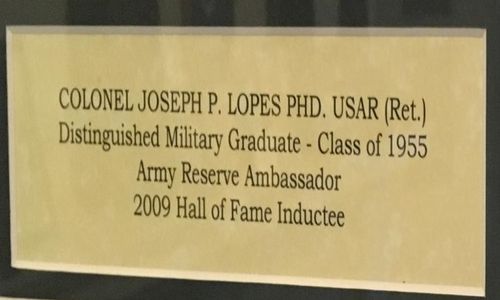 COLONEL JOSEPH P. LOPES PHD. USAR (Ret.)
Distinguished Military Graduate - Class of 1955
Army Reserve Ambassador
2009 Hall of Fame Inductee